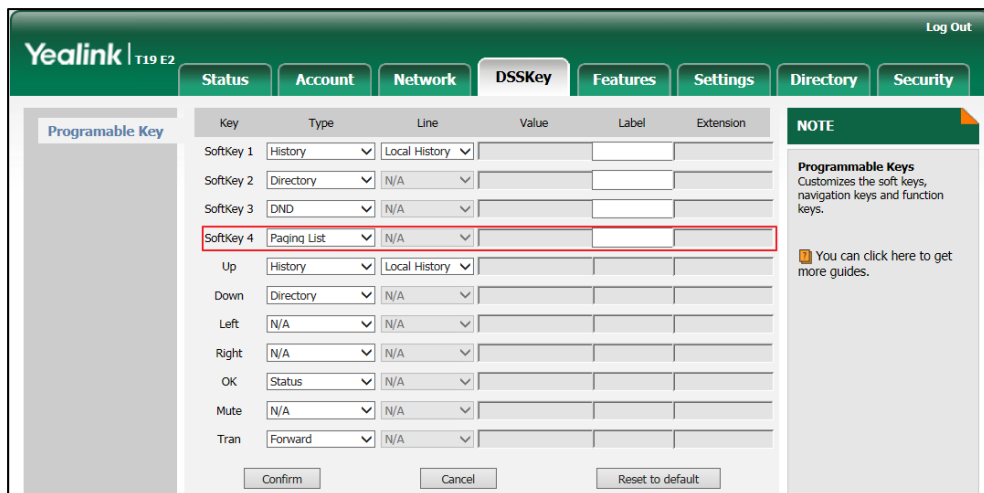 Log Out
Yealink | T19 E2
Status Account Network DSSKey Features Settings Directory Security
Programable Key
Key Type Line Value Label Extension
SoftKey 1 History Local History
SoftKey 2 Directory N/A
SoftKey 3 DND N/A
SoftKey 4 Paging List N/A
Up History Local History
Down Directory N/A
Left N/A N/A
Right N/A N/A
OK Status N/A
Mute N/A N/A
Tran Forward N/A
Confirm Cancel Reset to default
NOTE
Programmable Keys
Customizes the soft keys,
navigation keys and function
keys.
? You can click here to get
more guides.